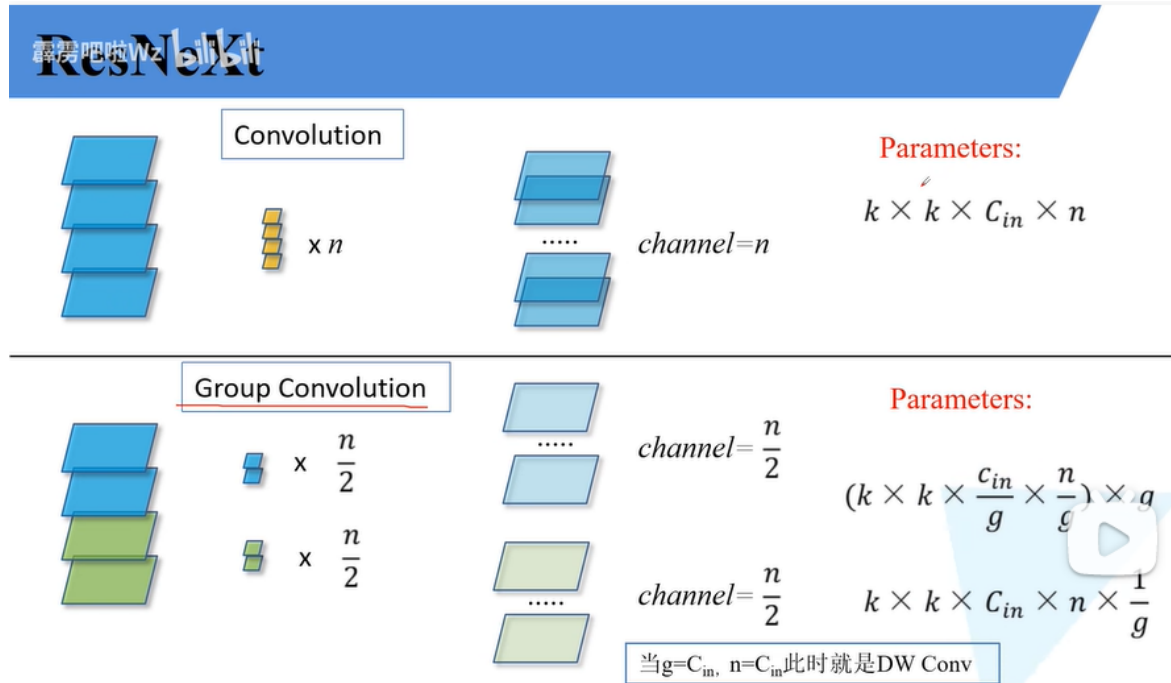 ResNeXt
霹雳吧啦Wz bilibili
Convolution
x n
channel=n
Parameters:
k × k × C_in × n
Group Convolution
x n/2
channel= n/2
x n/2
channel= n/2
Parameters:
(k × k × c_in/g × n/g) × g
k × k × C_in × n × 1/g
当g=C_in, n=C_in此时就是DW Conv